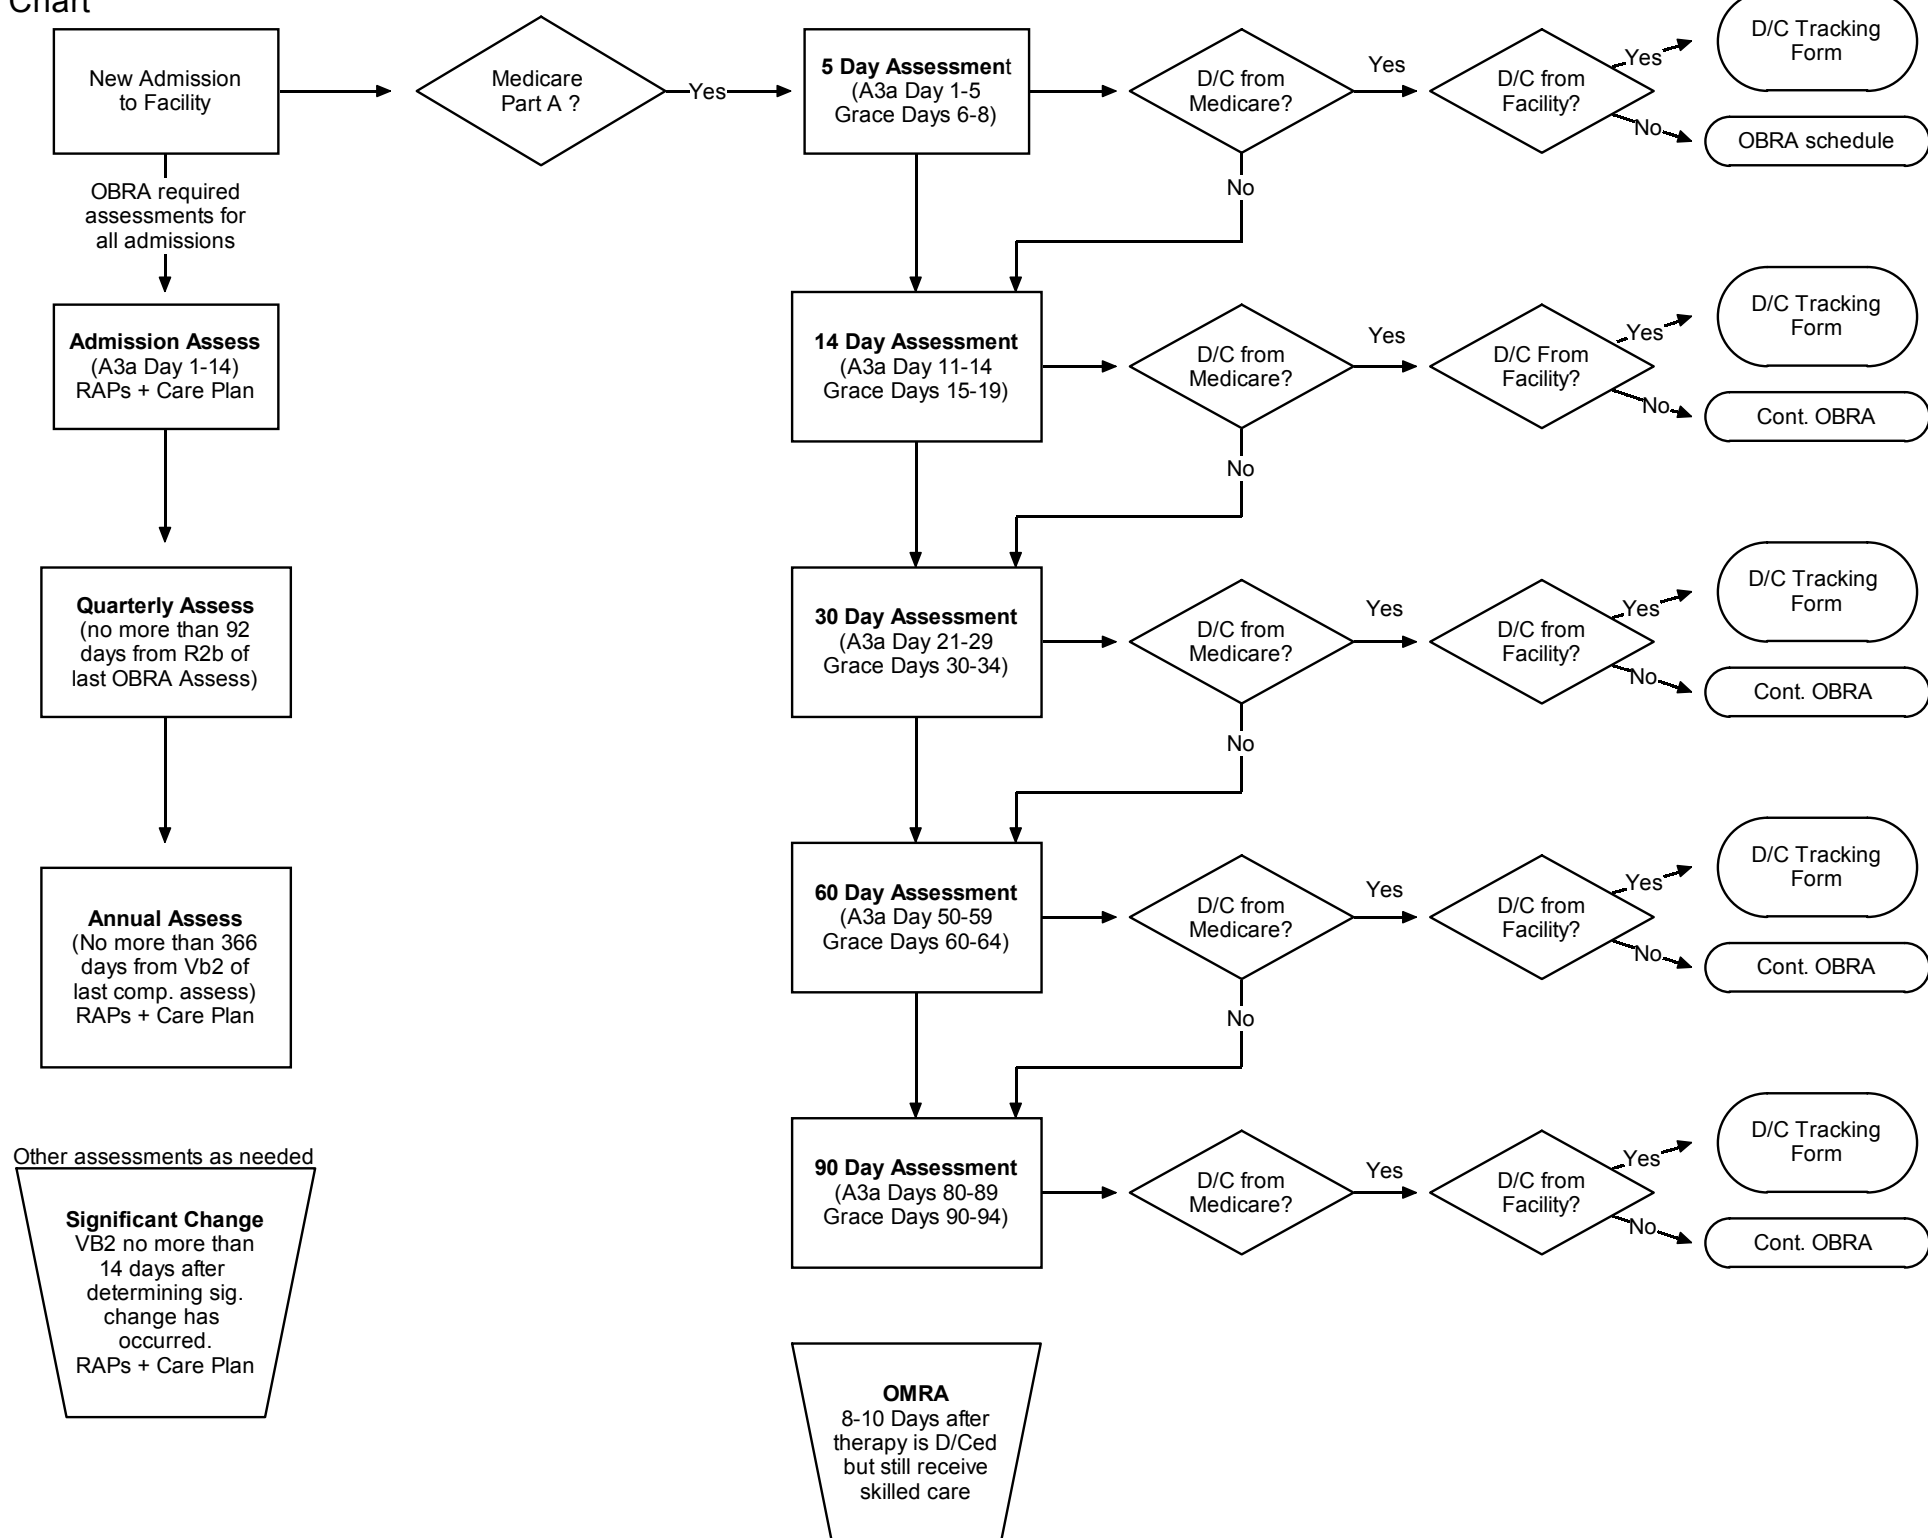 Chart
New Admission
to Facility
Medicare
Part A ?
Yes
5 Day Assessment
(A3a Day 1-5
Grace Days 6-8)
D/C from
Medicare?
Yes
D/C from
Facility?
Yes
D/C Tracking
Form
No
OBRA schedule
No
OBRA required
assessments for
all admissions
Admission Assess
(A3a Day 1-14)
RAPs + Care Plan
14 Day Assessment
(A3a Day 11-14
Grace Days 15-19)
D/C from
Medicare?
Yes
D/C From
Facility?
Yes
D/C Tracking
Form
No
Cont. OBRA
No
Quarterly Assess
(no more than 92
days from R2b of
last OBRA Assess)
30 Day Assessment
(A3a Day 21-29
Grace Days 30-34)
D/C from
Medicare?
Yes
D/C from
Facility?
Yes
D/C Tracking
Form
No
Cont. OBRA
No
Annual Assess
(No more than 366
days from Vb2 of
last comp. assess)
RAPs + Care Plan
60 Day Assessment
(A3a Day 50-59
Grace Days 60-64)
D/C from
Medicare?
Yes
D/C from
Facility?
Yes
D/C Tracking
Form
No
Cont. OBRA
No
Other assessments as needed
Significant Change
VB2 no more than
14 days after
determining sig.
change has
occurred.
RAPs + Care Plan
90 Day Assessment
(A3a Days 80-89
Grace Days 90-94)
D/C from
Medicare?
Yes
D/C from
Facility?
Yes
D/C Tracking
Form
No
Cont. OBRA
OMRA
8-10 Days after
therapy is D/Ced
but still receive
skilled care